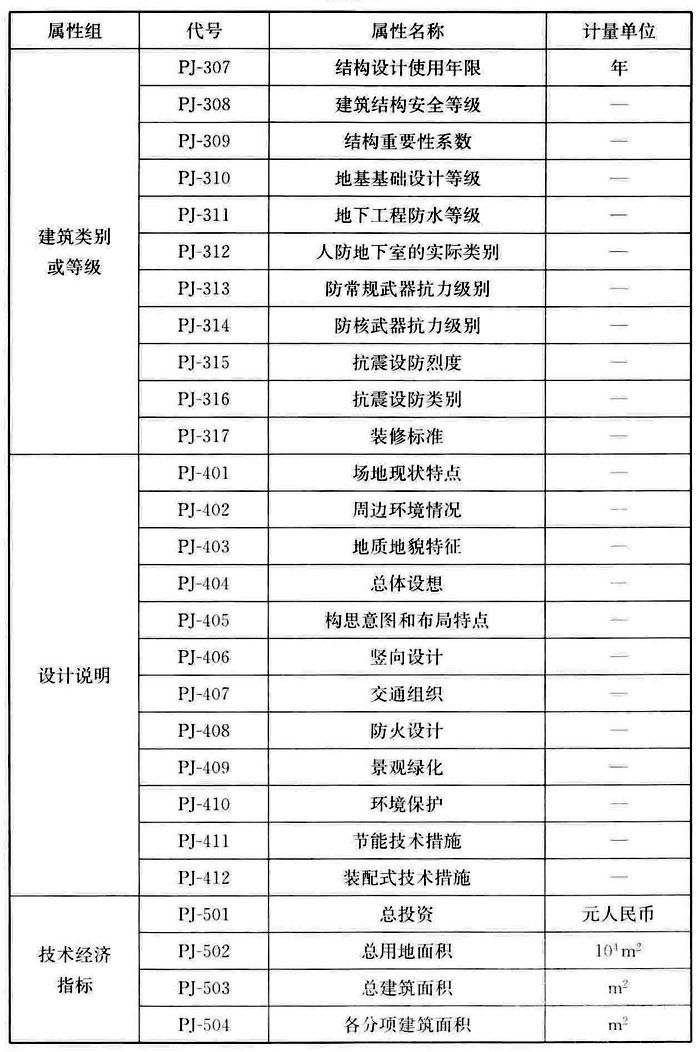 属性组 代号 属性名称 计量单位
建筑类别或等级 PJ-307 结构设计使用年限 年
PJ-308 建筑结构安全等级 —
PJ-309 结构重要性系数 —
PJ-310 地基基础设计等级 —
PJ-311 地下工程防水等级 —
PJ-312 人防地下室的实际类别 —
PJ-313 防常规武器抗力级别 —
PJ-314 防核武器抗力级别 —
PJ-315 抗震设防烈度 —
PJ-316 抗震设防类别 —
PJ-317 装修标准 —
设计说明 PJ-401 场地现状特点 —
PJ-402 周边环境情况 —
PJ-403 地质地貌特征 —
PJ-404 总体设想 —
PJ-405 构思意图和布局特点 —
PJ-406 竖向设计 —
PJ-407 交通组织 —
PJ-408 防火设计 —
PJ-409 景观绿化 —
PJ-410 环境保护 —
PJ-411 节能技术措施 —
PJ-412 装配式技术措施 —
技术经济指标 PJ-501 总投资 元人民币
PJ-502 总用地面积 10⁴m²
PJ-503 总建筑面积 m²
PJ-504 各分项建筑面积 m²